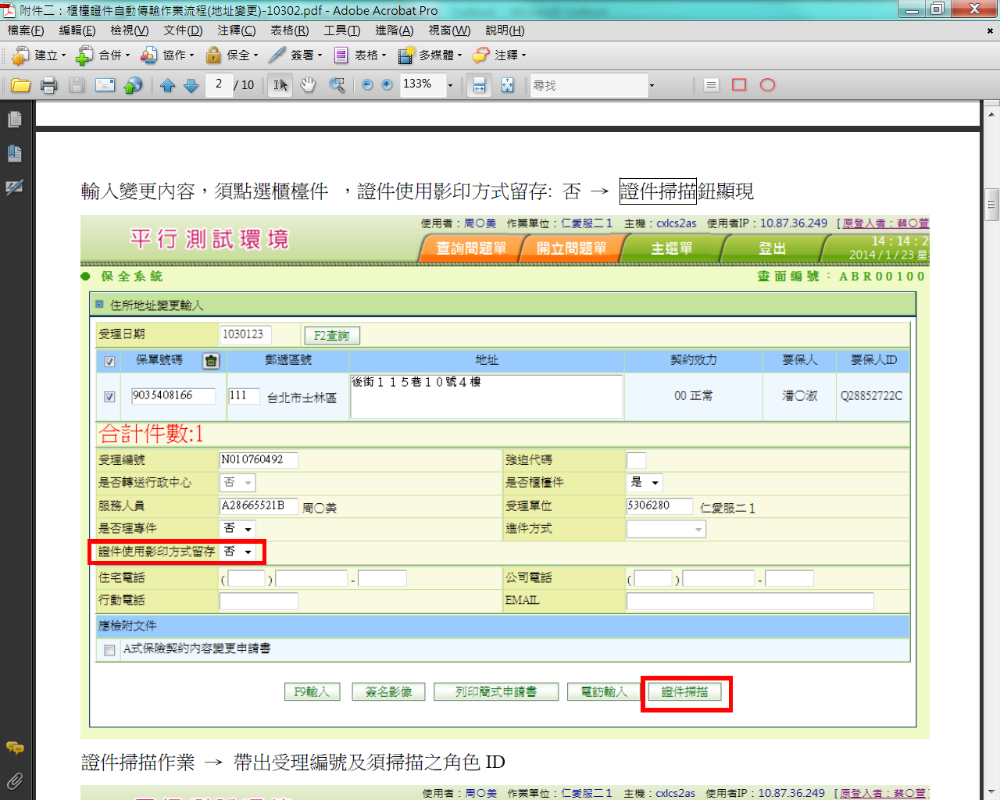 附件二：櫃檯證件自動傳輸作業流程(地址變更)-10302.pdf - Adobe Acrobat Pro
檔案(F) 編輯(E) 檢視(V) 文件(D) 注釋(C) 表格(R) 工具(T) 進階(A) 視窗(W) 說明(H)
建立 合併 協作 保全 簽署 表格 多媒體 注釋
2 / 10 133% 尋找
輸入變更內容，須點選櫃檯件 ，證件使用影印方式留存: 否 → 證件掃描鈕顯現
使用者：周○美 作業單位：仁愛服二1 主機：cxlcs2as 使用者IP：10.87.36.249 [原登入者：蔡○萱
平行測試環境
查詢問題單 開立問題單 主選單 登出
14：14：2
2014 / 1 / 23 星
保全系統 畫面編號：ABR00100
住所地址變更輸入
受理日期 1030123 F2查詢
保單號碼 郵遞區號 地址 契約效力 要保人 要保人ID
9035408166 111 台北市士林區 後街１１５巷１０號４樓 00 正常 潘○淑 Q28852722C
合計件數:1
受理編號 N010760492 強迫代碼
是否轉送行政中心 否 是否櫃檯件 是
服務人員 A28665521B 周○美 受理單位 5306280 仁愛服二1
是否理專件 否 進件方式
證件使用影印方式留存 否
住宅電話 ( ) - 公司電話 ( ) -
行動電話 EMAIL
應檢附文件
A式保險契約內容變更申請書
F9輸入 簽名影像 列印簡式申請書 電訪輸入 證件掃描
證件掃描作業 → 帶出受理編號及須掃描之角色 ID
使用者：周○美 作業單位：仁愛服二1 主機：cxlcs2as 使用者IP：10.87.36.249 [原登入者：蔡○萱]